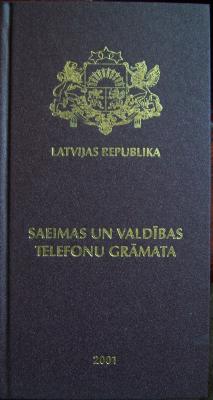 LATVIJAS REPUBLIKA
SAEIMAS UN VALDĪBAS
TELEFONU GRĀMATA
2001